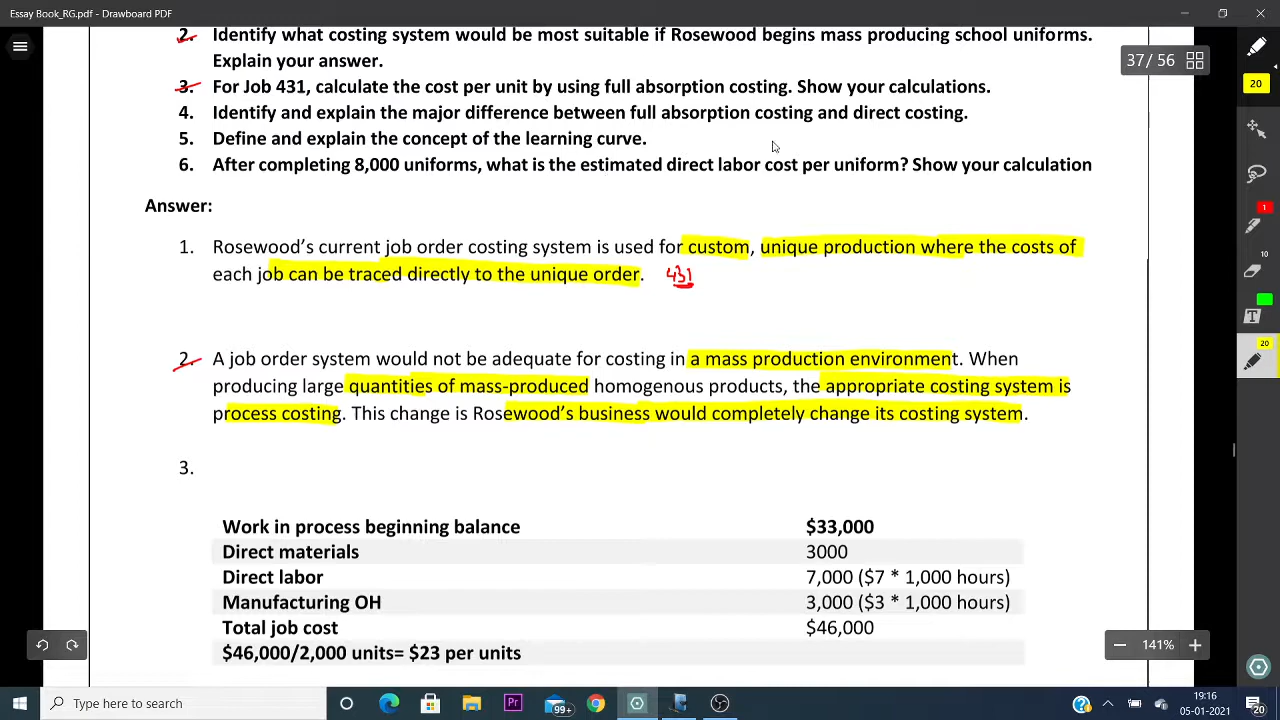 Essay Book_RG.pdf - Drawboard PDF
2. Identify what costing system would be most suitable if Rosewood begins mass producing school uniforms.
Explain your answer.
37/ 56
20
3. For Job 431, calculate the cost per unit by using full absorption costing. Show your calculations.
4. Identify and explain the major difference between full absorption costing and direct costing.
5. Define and explain the concept of the learning curve.
6. After completing 8,000 uniforms, what is the estimated direct labor cost per uniform? Show your calculation
Answer:
1
1. Rosewood's current job order costing system is used for custom, unique production where the costs of
each job can be traced directly to the unique order. 431
10
20
2. A job order system would not be adequate for costing in a mass production environment. When
producing large quantities of mass-produced homogenous products, the appropriate costing system is
process costing. This change is Rosewood's business would completely change its costing system.
3.
Work in process beginning balance $33,000
Direct materials 3000
Direct labor 7,000 ($7 * 1,000 hours)
Manufacturing OH 3,000 ($3 * 1,000 hours)
Total job cost $46,000
$46,000/2,000 units= $23 per units
141%
Type here to search
Pr
99+
19:16
05-01-2021
20